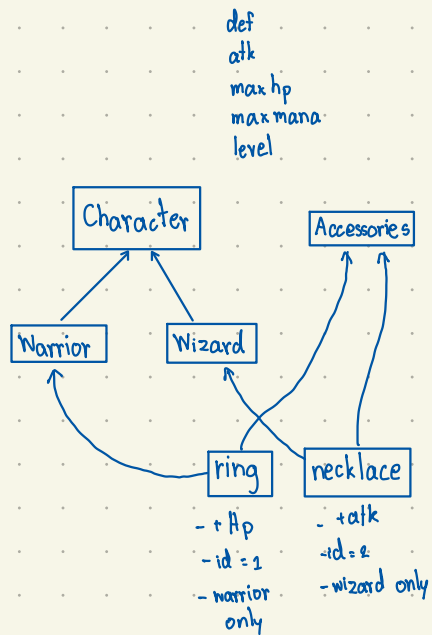 def
atk
max hp
max mana
level
Character
Accessories
Warrior
Wizard
ring
necklace
- + Hp
- id = 1
- warrior
only
- +atk
-id = 2
- wizard only